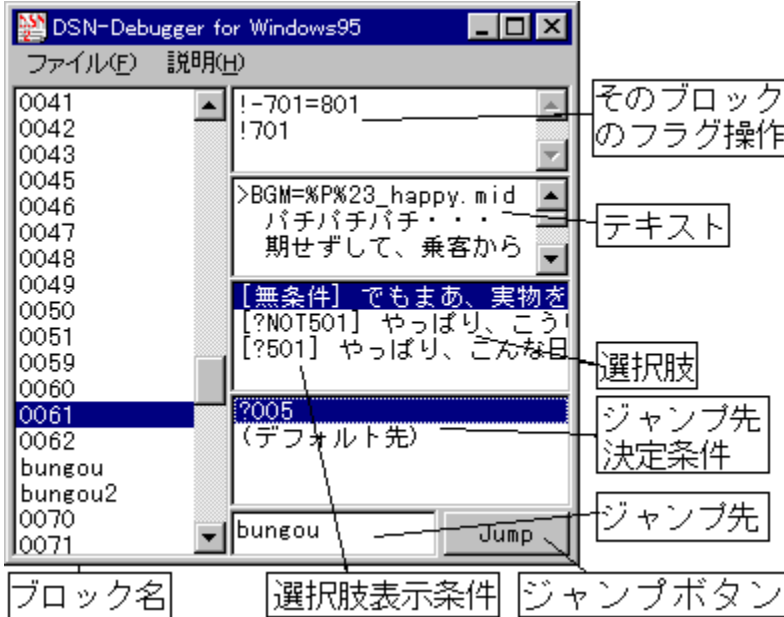 DSN-Debugger for Windows95
ファイル(F) 説明(H)
0041
0042
0043
0045
0046
0047
0048
0049
0050
0051
0059
0060
0061
0062
bungou
bungou2
0070
0071
!-701=801
!701
>BGM=%P%23_happy.mid
パチパチパチ・・・
期せずして、乗客から
[無条件] でもまあ、実物を
[?NOT501] やっぱり、こう
[?501] やっぱり、こんな日
?005
(デフォルト先)
bungou
Jump
そのブロック
のフラグ操作
テキスト
選択肢
ジャンプ先
決定条件
ジャンプ先
ブロック名
選択肢表示条件
ジャンプボタン